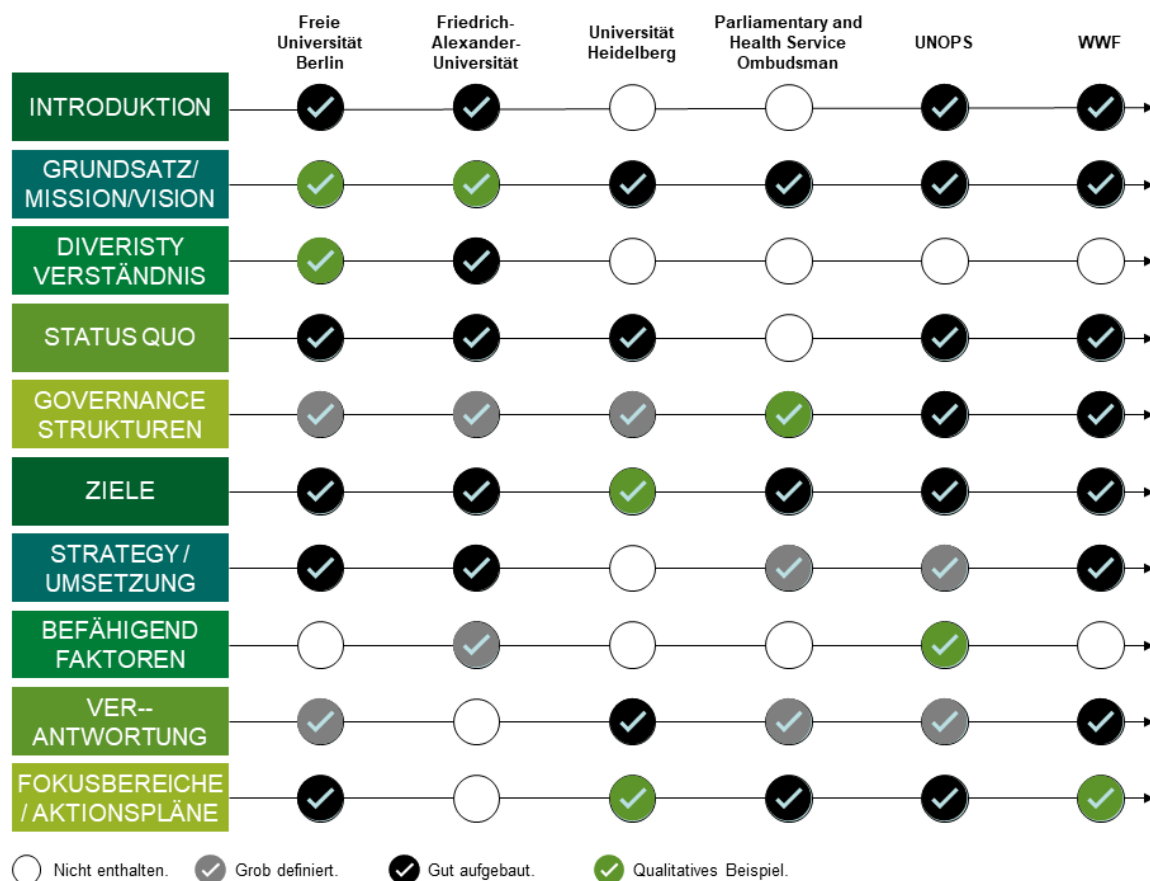 Freie
Universität
Berlin
Friedrich-
Alexander-
Universität
Universität
Heidelberg
Parliamentary and
Health Service
Ombudsman
UNOPS
WWF
INTRODUKTION
GRUNDSATZ/
MISSION/VISION
DIVERISTY
VERSTÄNDNIS
STATUS QUO
GOVERNANCE
STRUKTUREN
ZIELE
STRATEGY /
UMSETZUNG
BEFÄHIGEND
FAKTOREN
VER--
ANTWORTUNG
FOKUSBEREICHE
/ AKTIONSPLÄNE
Nicht enthalten.
Grob definiert.
Gut aufgebaut.
Qualitatives Beispiel.